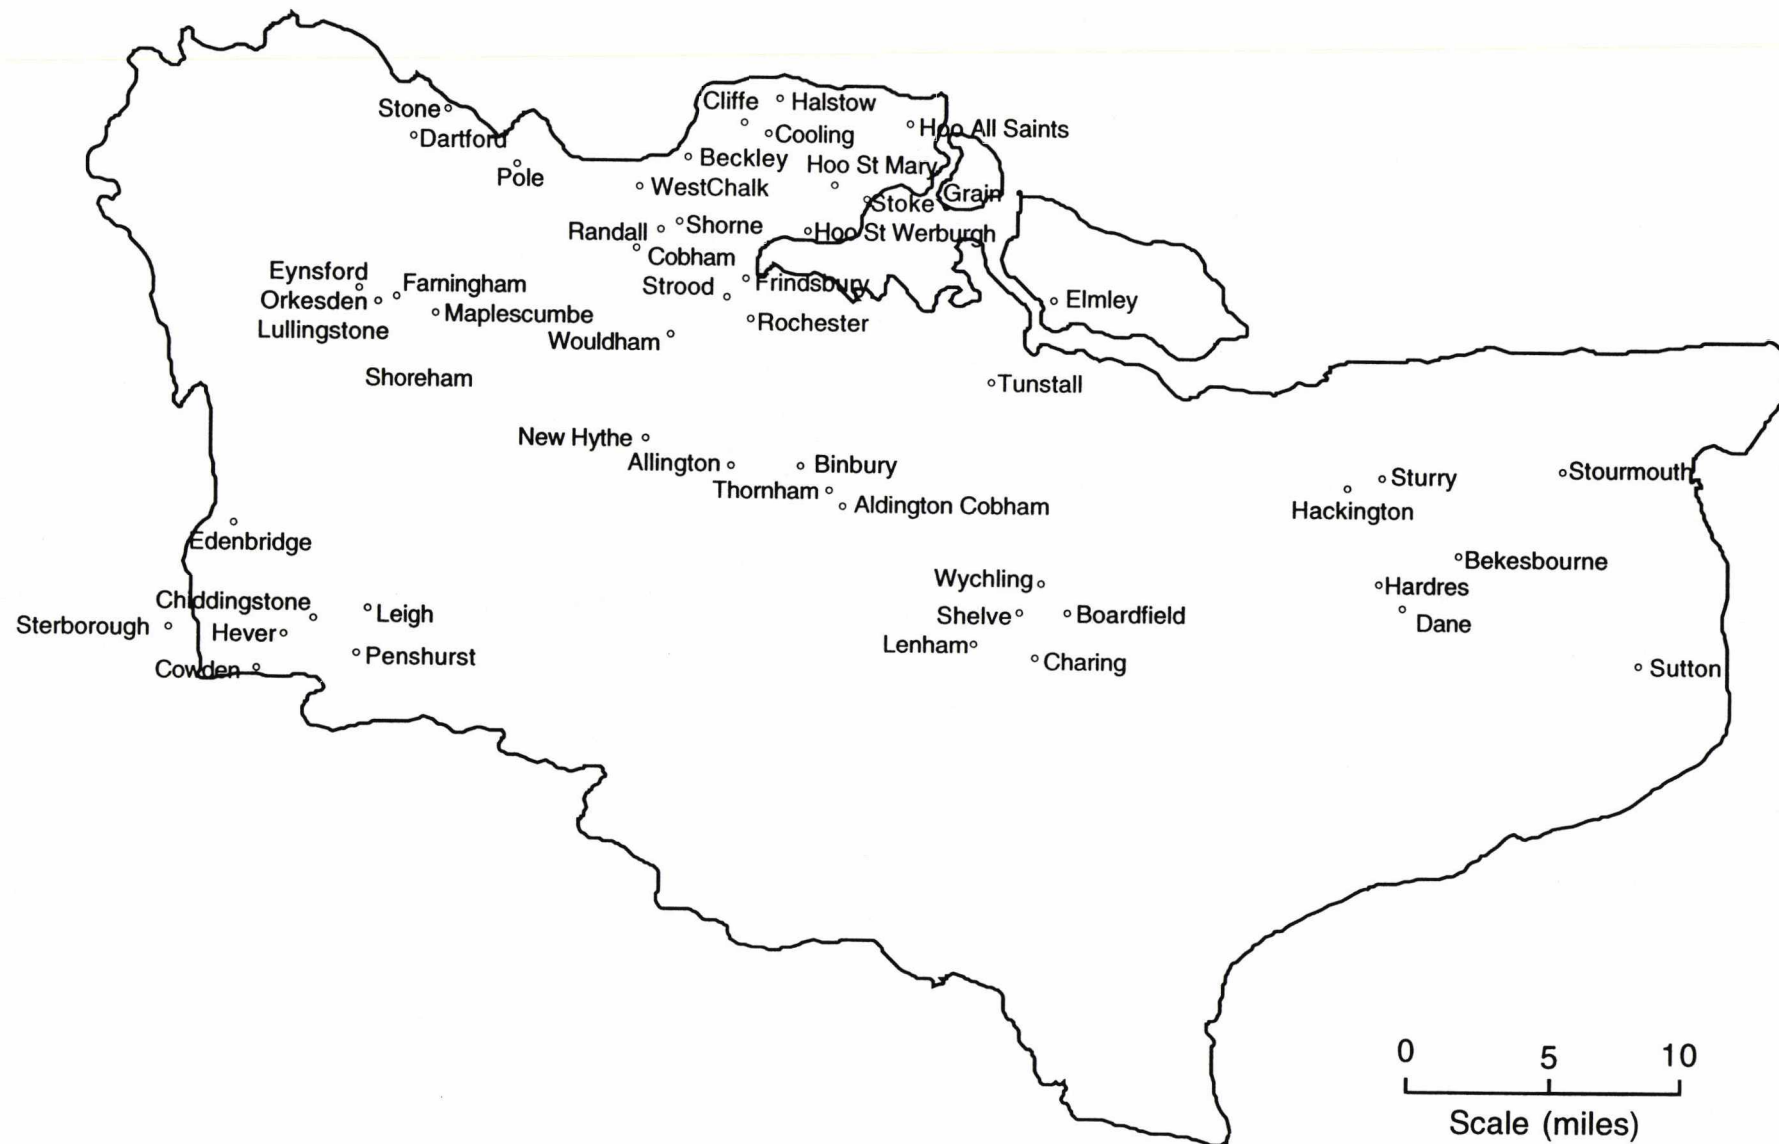 Cliffe
Halstow
Stone
Hoo All Saints
Dartford
Cooling
Beckley
Hoo St Mary
Pole
WestChalk
Grain
Stoke
Randall
Shorne
Hoo St Werburgh
Cobham
Eynsford
Farningham
Strood
Frindsbury
Orkesden
Elmley
Maplescumbe
Lullingstone
Rochester
Wouldham
Shoreham
Tunstall
New Hythe
Allington
Binbury
Stourmouth
Sturry
Thornham
Aldington Cobham
Hackington
Edenbridge
Bekesbourne
Wychling
Hardres
Chiddingstone
Leigh
Shelve
Boardfield
Dane
Sterborough
Hever
Lenham
Penshurst
Charing
Cowden
Sutton
0 5 10
Scale (miles)